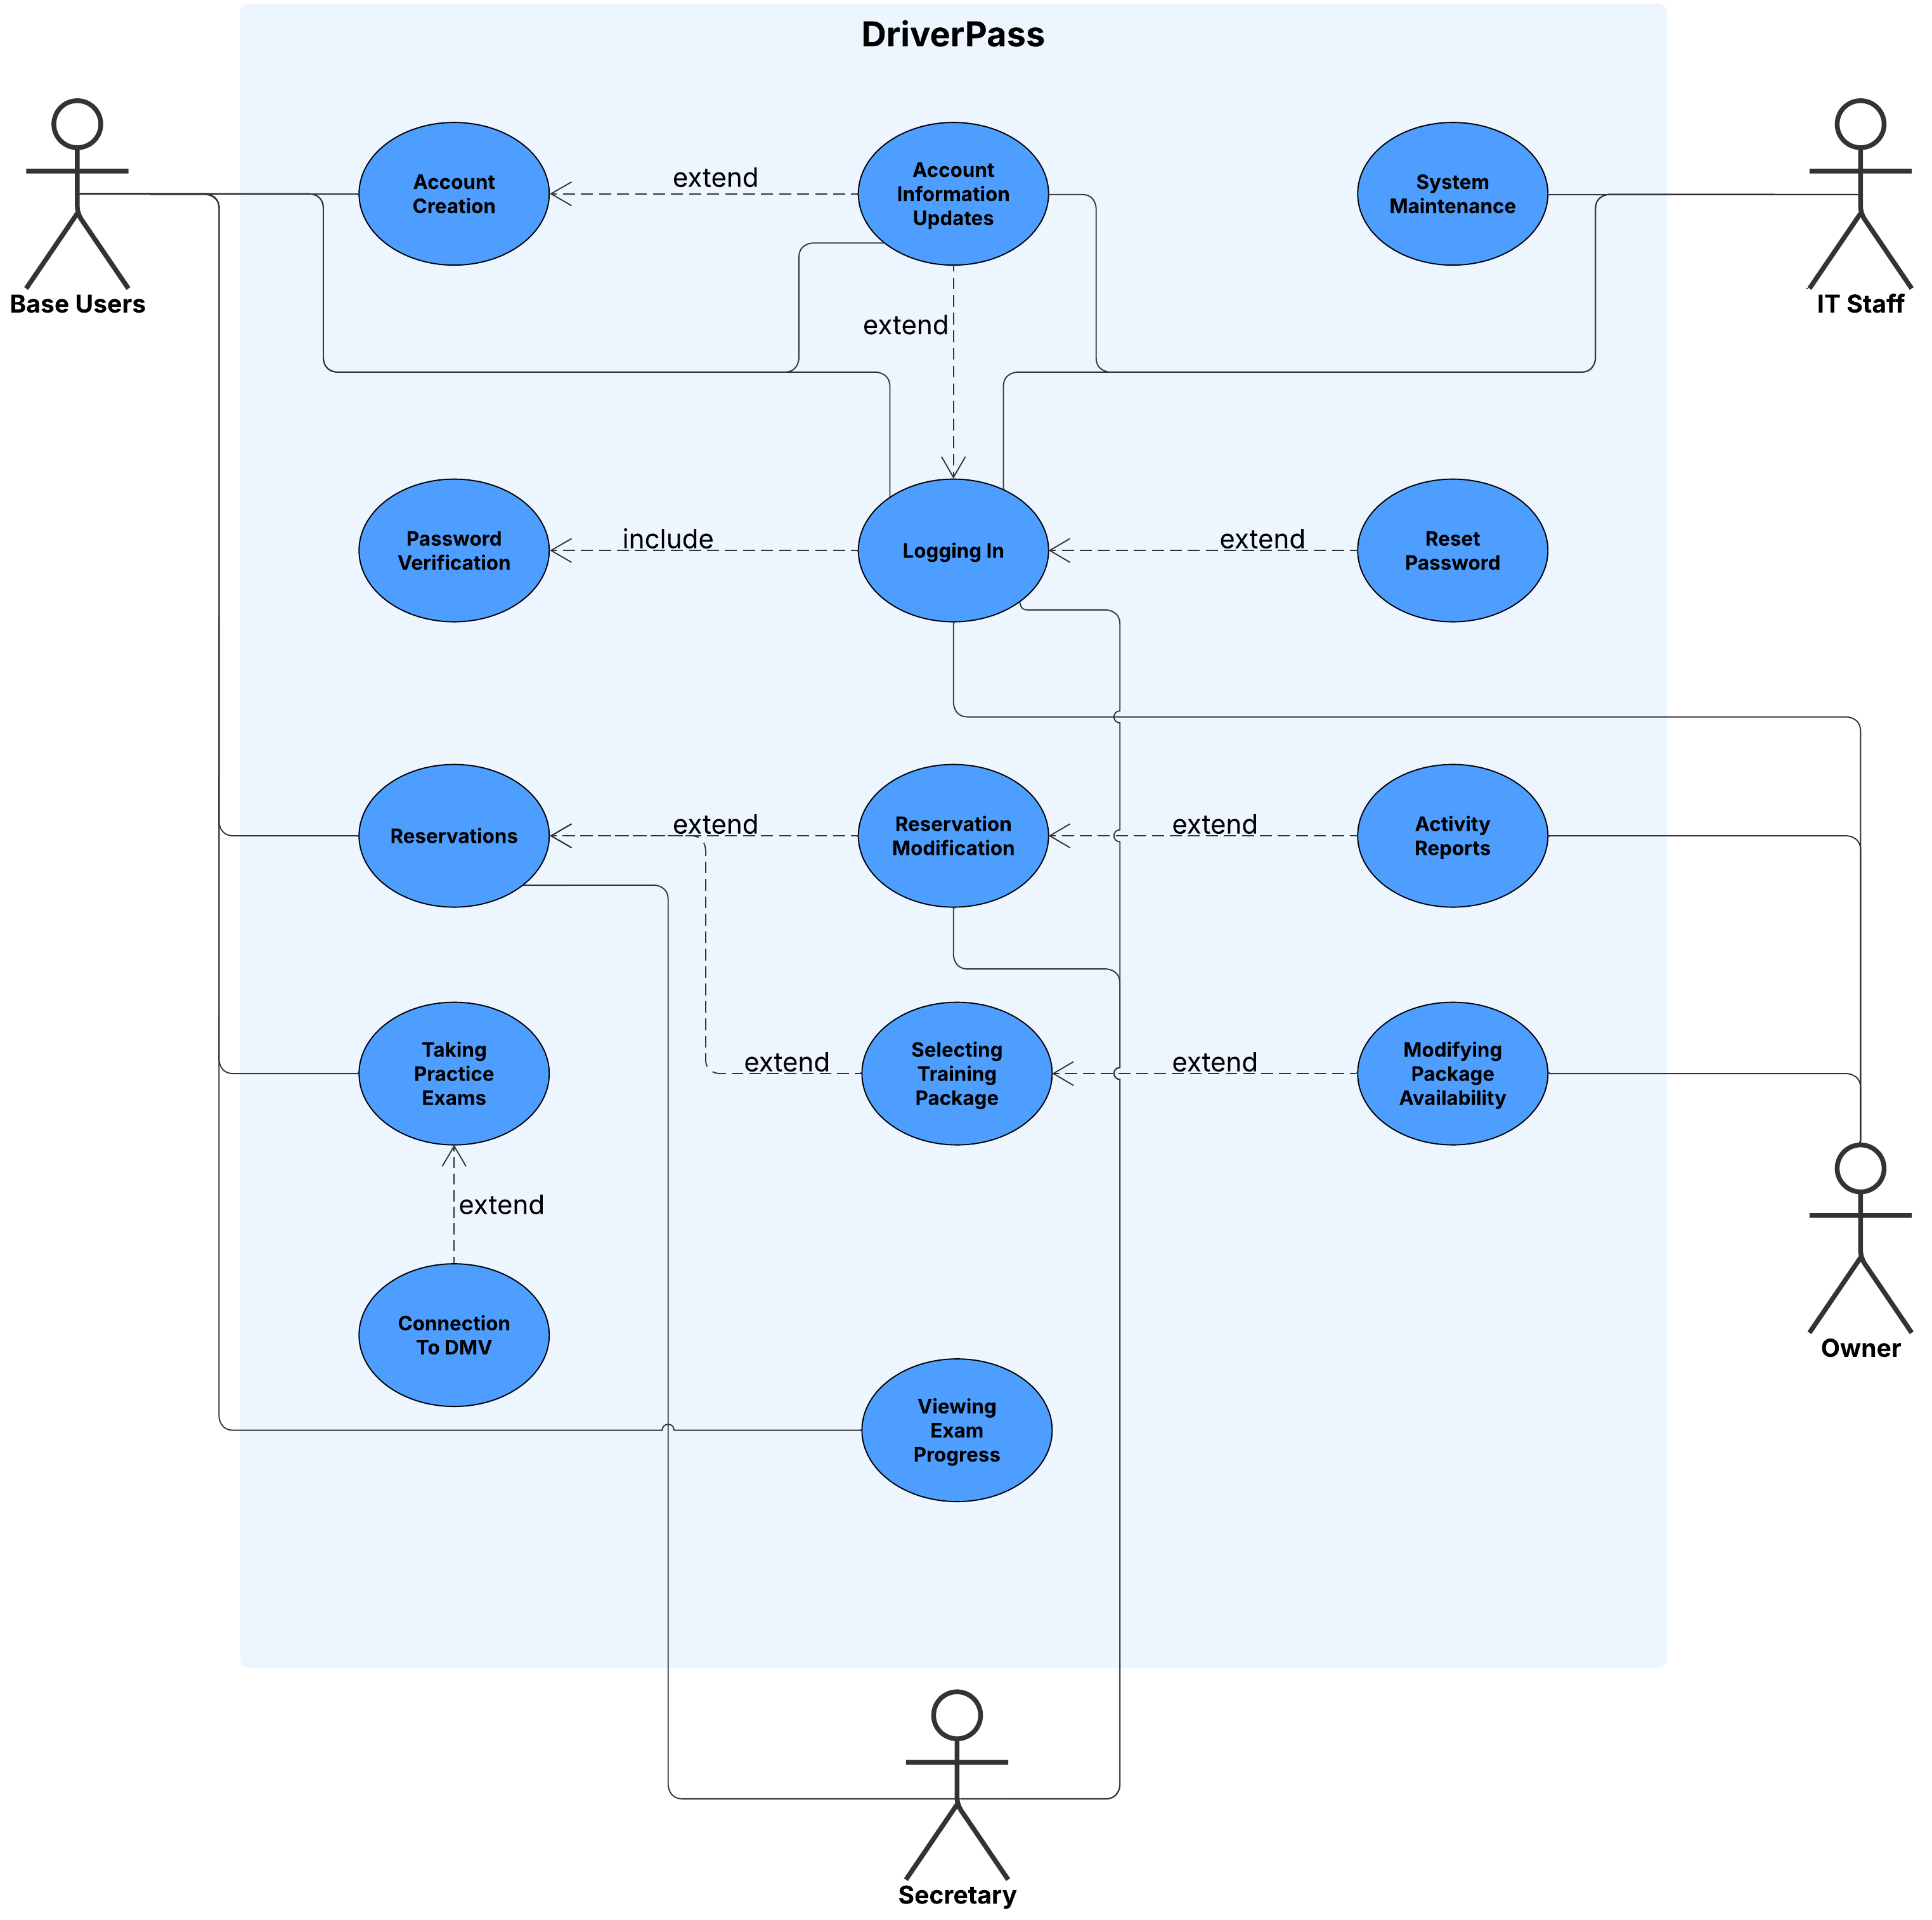 DriverPass
Account
Creation
extend
Account
Information
Updates
System
Maintenance
Base Users
IT Staff
extend
Password
Verification
include
Logging In
extend
Reset
Password
Reservations
extend
Reservation
Modification
extend
Activity
Reports
Taking
Practice
Exams
extend
Selecting
Training
Package
extend
Modifying
Package
Availability
extend
Connection
To DMV
Owner
Viewing
Exam
Progress
Secretary